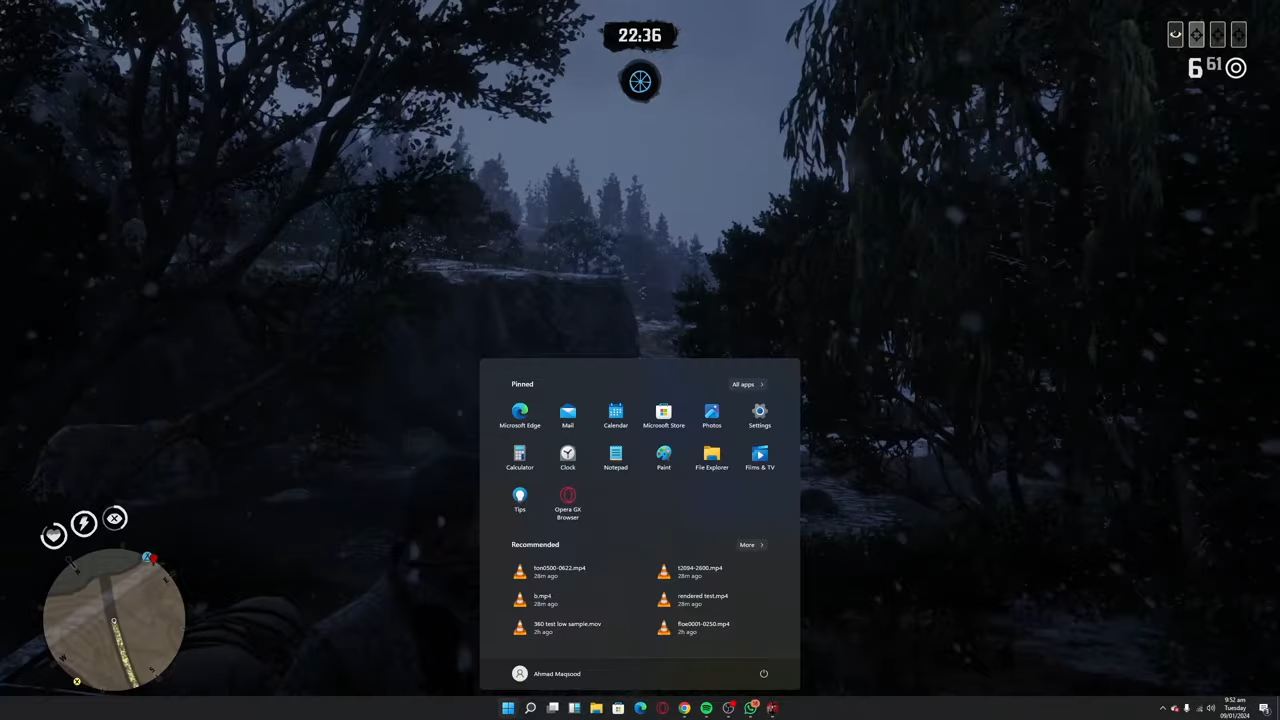 22:36
6 61
Pinned
All apps
Microsoft Edge
Mail
Calendar
Microsoft Store
Photos
Settings
Calculator
Clock
Notepad
Paint
File Explorer
Films & TV
Tips
Opera GX
Browser
Recommended
More
ton0500-0622.mp4
28m ago
t2094-2600.mp4
28m ago
b.mp4
28m ago
rendered test.mp4
28m ago
360 test low sample.mov
2h ago
floe0001-0250.mp4
2h ago
Ahmad Maqsood
W
S
9:52 am
Tuesday
09/01/2024